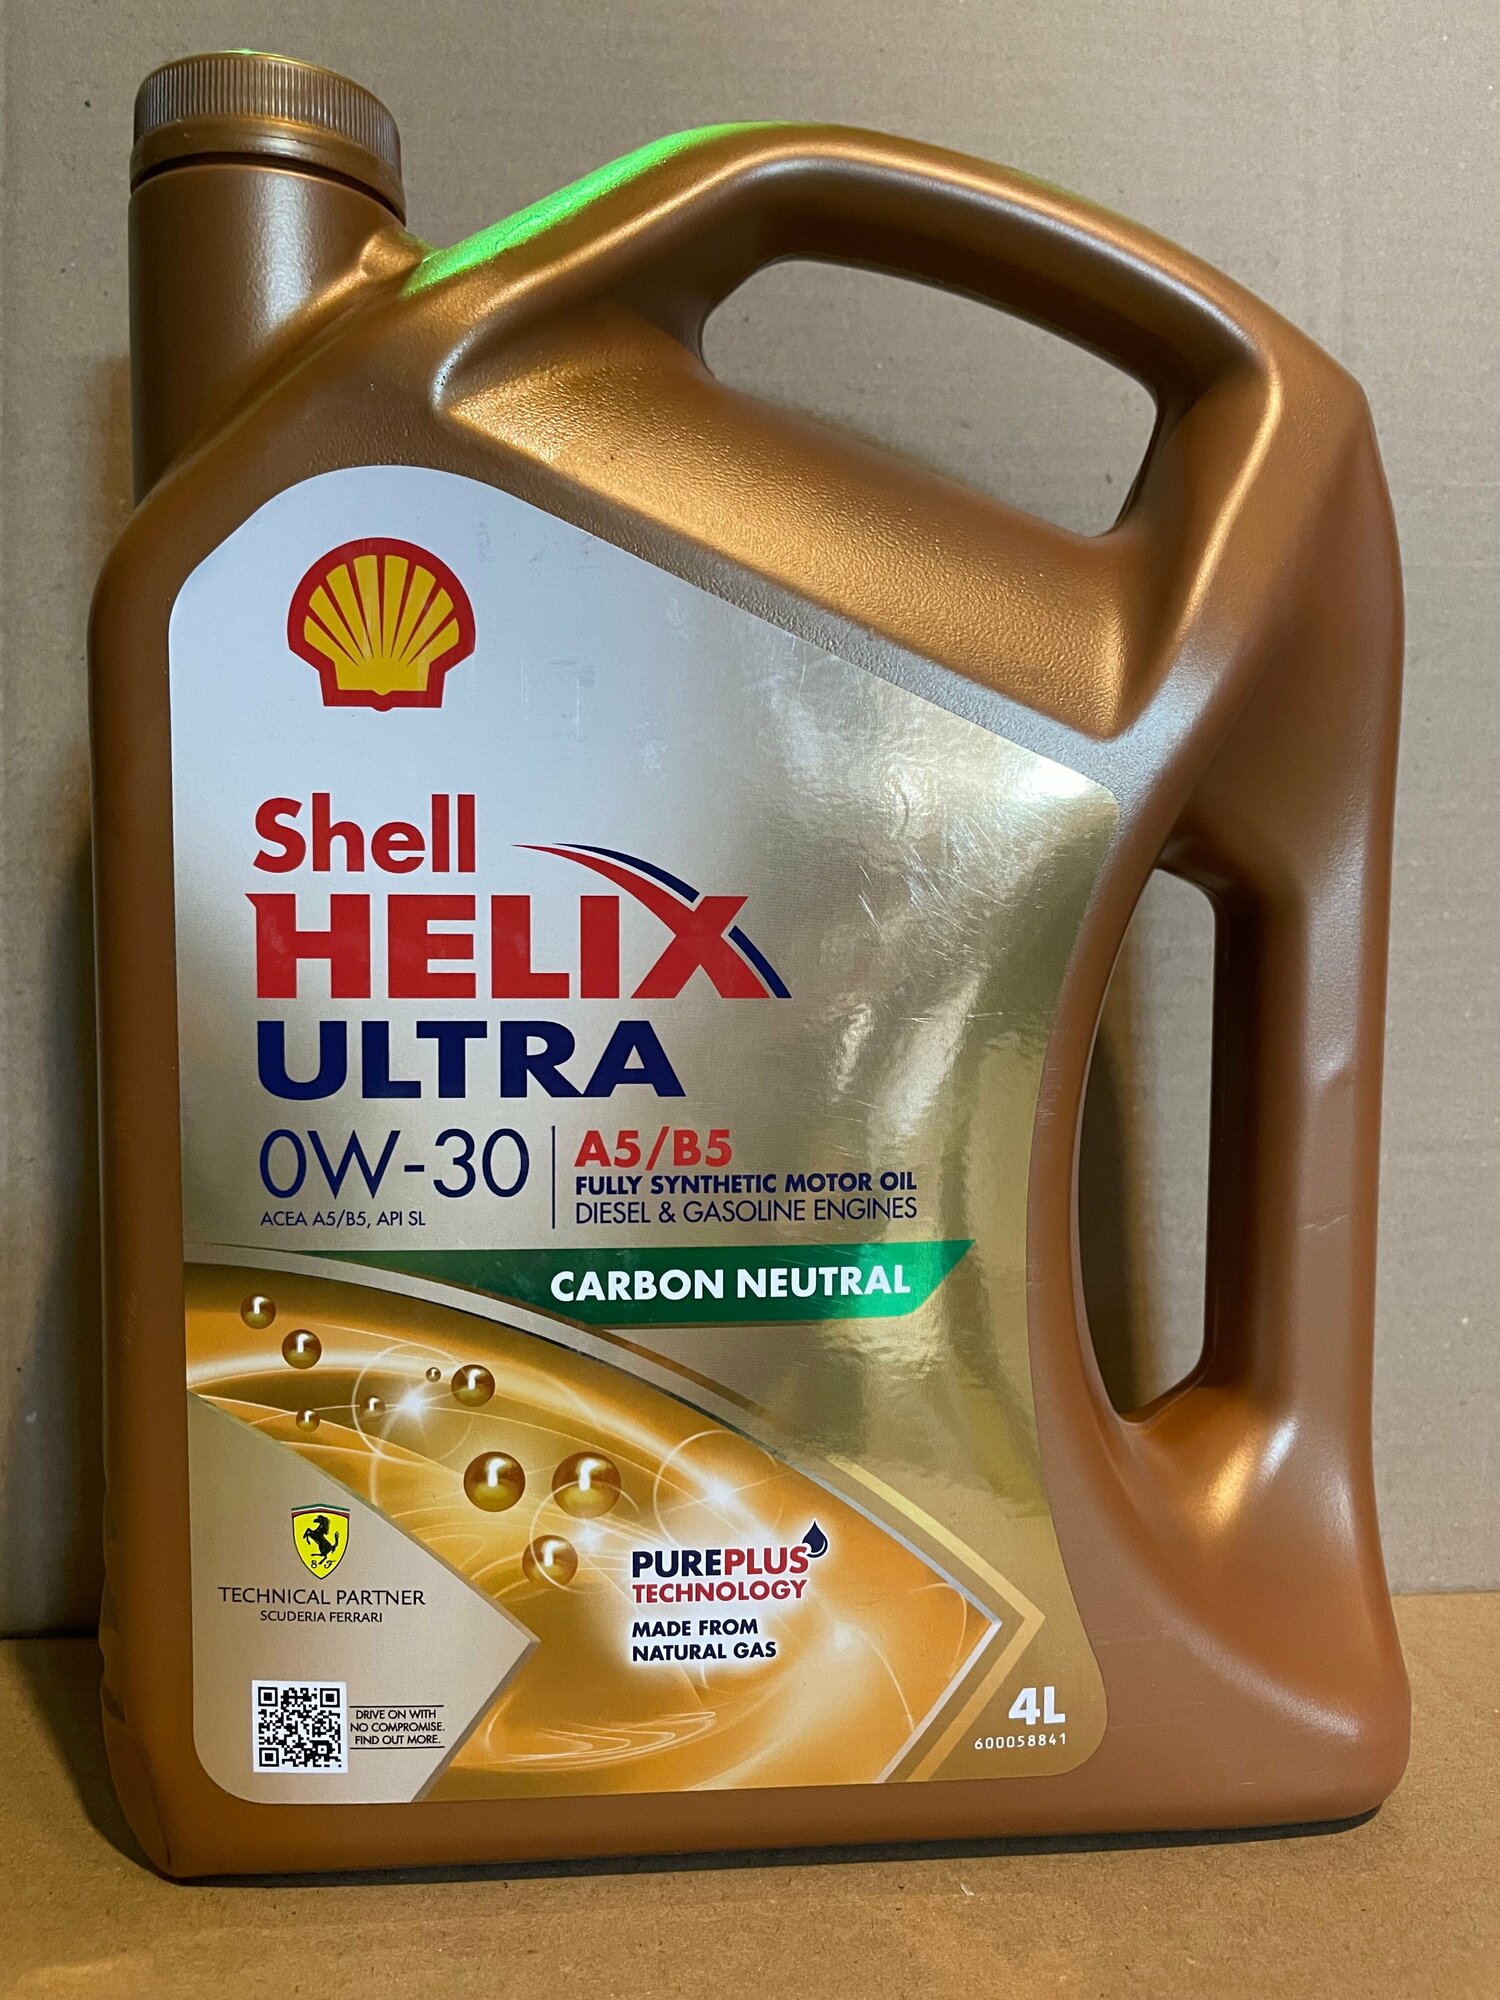 Shell
HELIX
ULTRA
0W-30
ACEA A5/B5, API SL
A5/B5
FULLY SYNTHETIC MOTOR OIL
DIESEL & GASOLINE ENGINES
CARBON NEUTRAL
PUREPLUS
TECHNOLOGY
MADE FROM
NATURAL GAS
S F
TECHNICAL PARTNER
SCUDERIA FERRARI
DRIVE ON WITH
NO COMPROMISE.
FIND OUT MORE.
4L
600058841